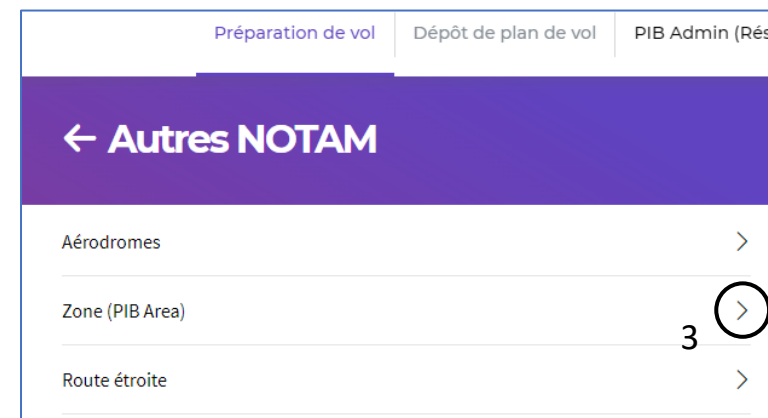 Préparation de vol Dépôt de plan de vol PIB Admin (Rés
← Autres NOTAM
Aérodromes
Zone (PIB Area)
3
Route étroite